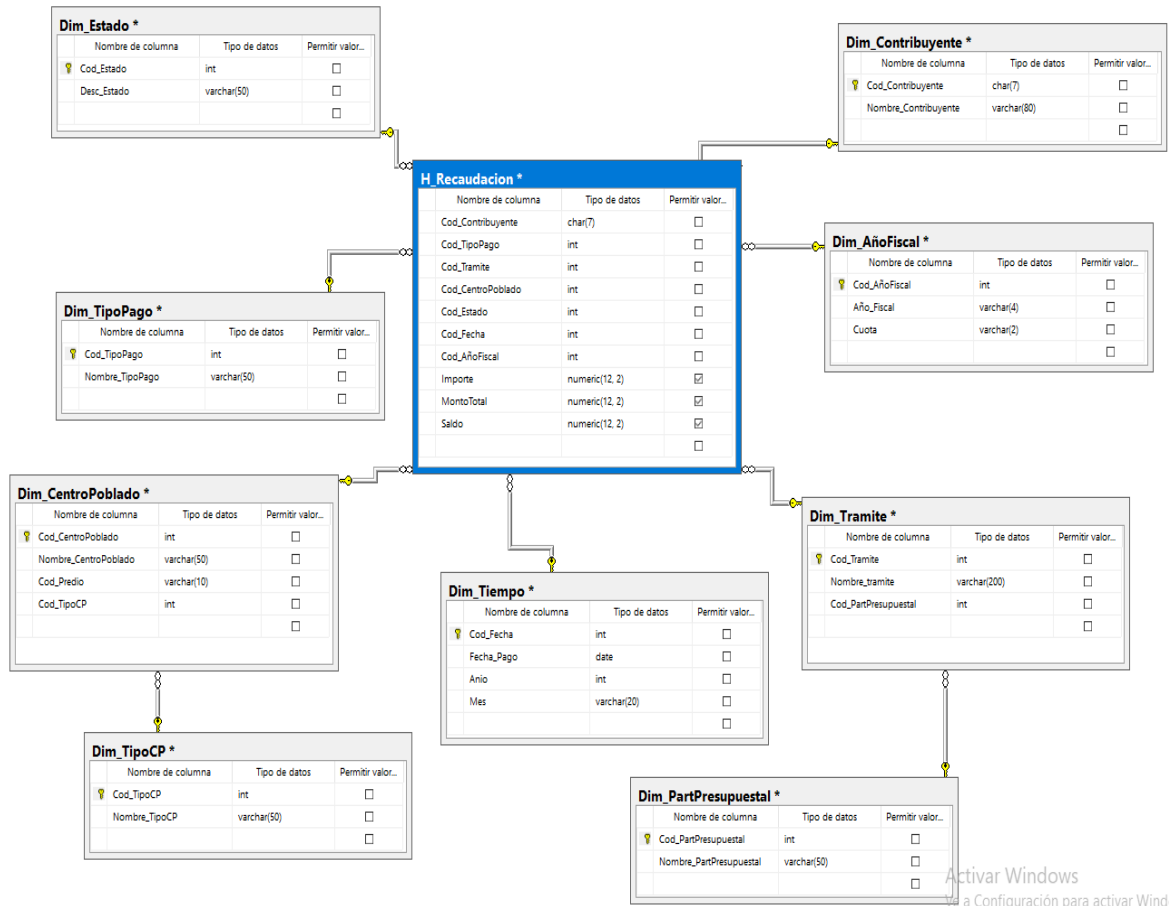 Dim_Estado *
Nombre de columna Tipo de datos Permitir valor...
Cod_Estado int
Desc_Estado varchar(50)
Dim_Contribuyente *
Nombre de columna Tipo de datos Permitir valor...
Cod_Contribuyente char(7)
Nombre_Contribuyente varchar(80)
H_Recaudacion *
Nombre de columna Tipo de datos Permitir valor...
Cod_Contribuyente char(7)
Cod_TipoPago int
Cod_Tramite int
Cod_CentroPoblado int
Cod_Estado int
Cod_Fecha int
Cod_AñoFiscal int
Importe numeric(12, 2)
MontoTotal numeric(12, 2)
Saldo numeric(12, 2)
Dim_AñoFiscal *
Nombre de columna Tipo de datos Permitir valor...
Cod_AñoFiscal int
Año_Fiscal varchar(4)
Cuota varchar(2)
Dim_TipoPago *
Nombre de columna Tipo de datos Permitir valor...
Cod_TipoPago int
Nombre_TipoPago varchar(50)
Dim_CentroPoblado *
Nombre de columna Tipo de datos Permitir valor...
Cod_CentroPoblado int
Nombre_CentroPoblado varchar(50)
Cod_Predio varchar(10)
Cod_TipoCP int
Dim_Tiempo *
Nombre de columna Tipo de datos Permitir valor...
Cod_Fecha int
Fecha_Pago date
Anio int
Mes varchar(20)
Dim_Tramite *
Nombre de columna Tipo de datos Permitir valor...
Cod_Tramite int
Nombre_tramite varchar(200)
Cod_PartPresupuestal int
Dim_TipoCP *
Nombre de columna Tipo de datos Permitir valor...
Cod_TipoCP int
Nombre_TipoCP varchar(50)
Dim_PartPresupuestal *
Nombre de columna Tipo de datos Permitir valor...
Cod_PartPresupuestal int
Nombre_PartPresupuestal varchar(50)
Activar Windows
Ve a Configuración para activar Wind